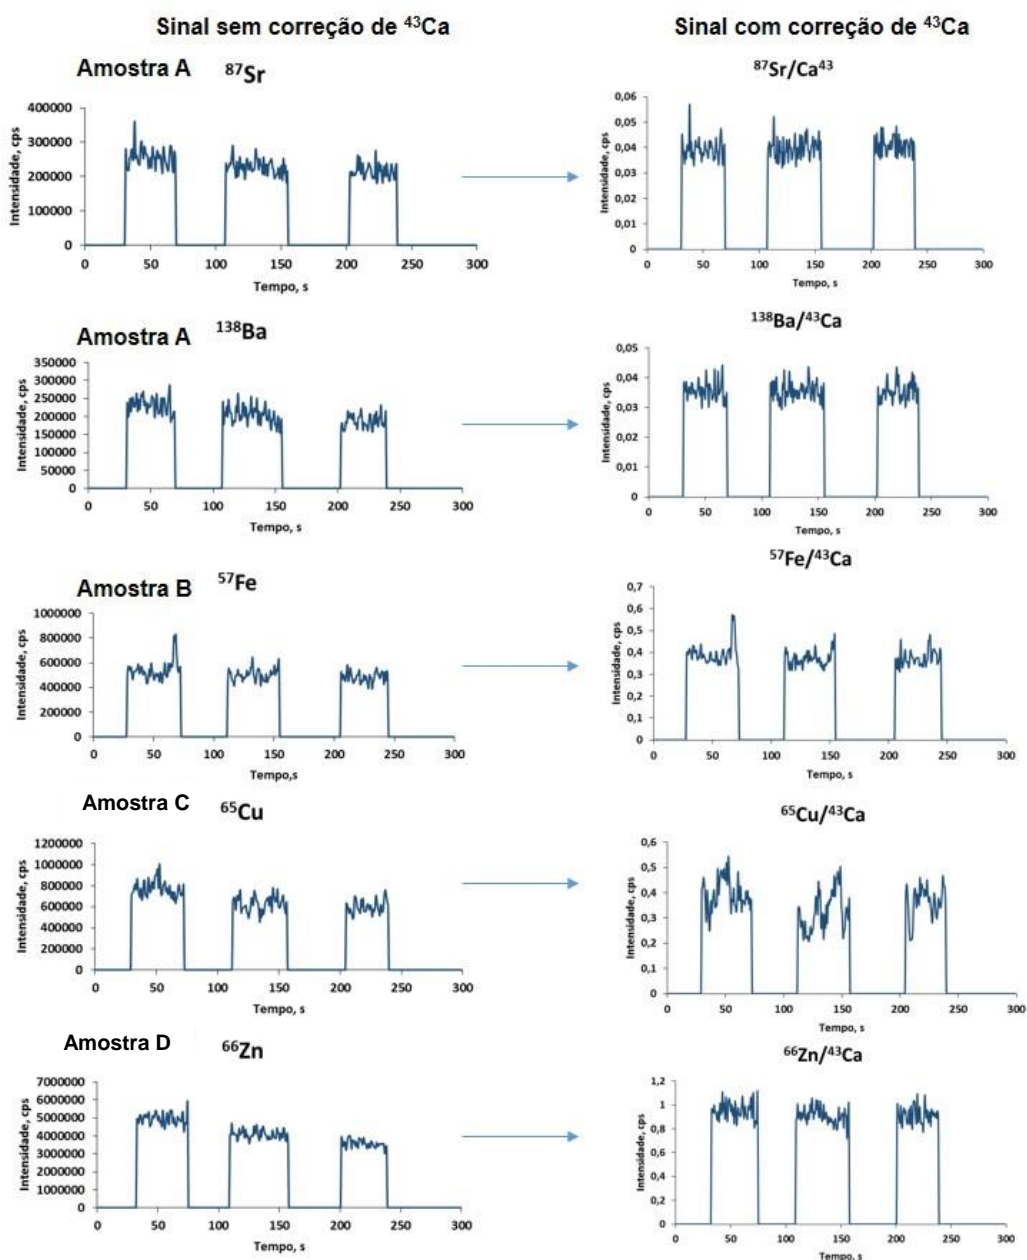 Sinal sem correção de ⁴³Ca
Sinal com correção de ⁴³Ca
Amostra A
⁸⁷Sr
Intensidade, cps
400000
300000
200000
100000
0
0 50 100 150 200 250 300
Tempo, s
⁸⁷Sr/Ca⁴³
Intensidade, cps
0,06
0,05
0,04
0,03
0,02
0,01
0
0 50 100 150 200 250 300
Tempo, s
Amostra A
¹³⁸Ba
Intensidade, cps
350000
300000
250000
200000
150000
100000
50000
0
0 50 100 150 200 250 300
Tempo, s
¹³⁸Ba/⁴³Ca
Intensidade, cps
0,05
0,04
0,03
0,02
0,01
0
0 50 100 150 200 250 300
Tempo, s
Amostra B
⁵⁷Fe
Intensidade, cps
1000000
800000
600000
400000
200000
0
0 50 100 150 200 250 300
Tempo,s
⁵⁷Fe/⁴³Ca
Intensidade, cps
0,7
0,6
0,5
0,4
0,3
0,2
0,1
0
0 50 100 150 200 250 300
Tempo, s
Amostra C
⁶⁵Cu
Intensidade, cps
1200000
1000000
800000
600000
400000
200000
0
0 50 100 150 200 250 300
Tempo, s
⁶⁵Cu/⁴³Ca
Intensidade, cps
0,6
0,5
0,4
0,3
0,2
0,1
0
0 50 100 150 200 250 300
Tempo, s
Amostra D
⁶⁶Zn
Intensidade, cps
7000000
6000000
5000000
4000000
3000000
2000000
1000000
0
0 50 100 150 200 250 300
Tempo, s
⁶⁶Zn/⁴³Ca
Intensidade, cps
1,2
1
0,8
0,6
0,4
0,2
0
0 50 100 150 200 250 300
Tempo, s